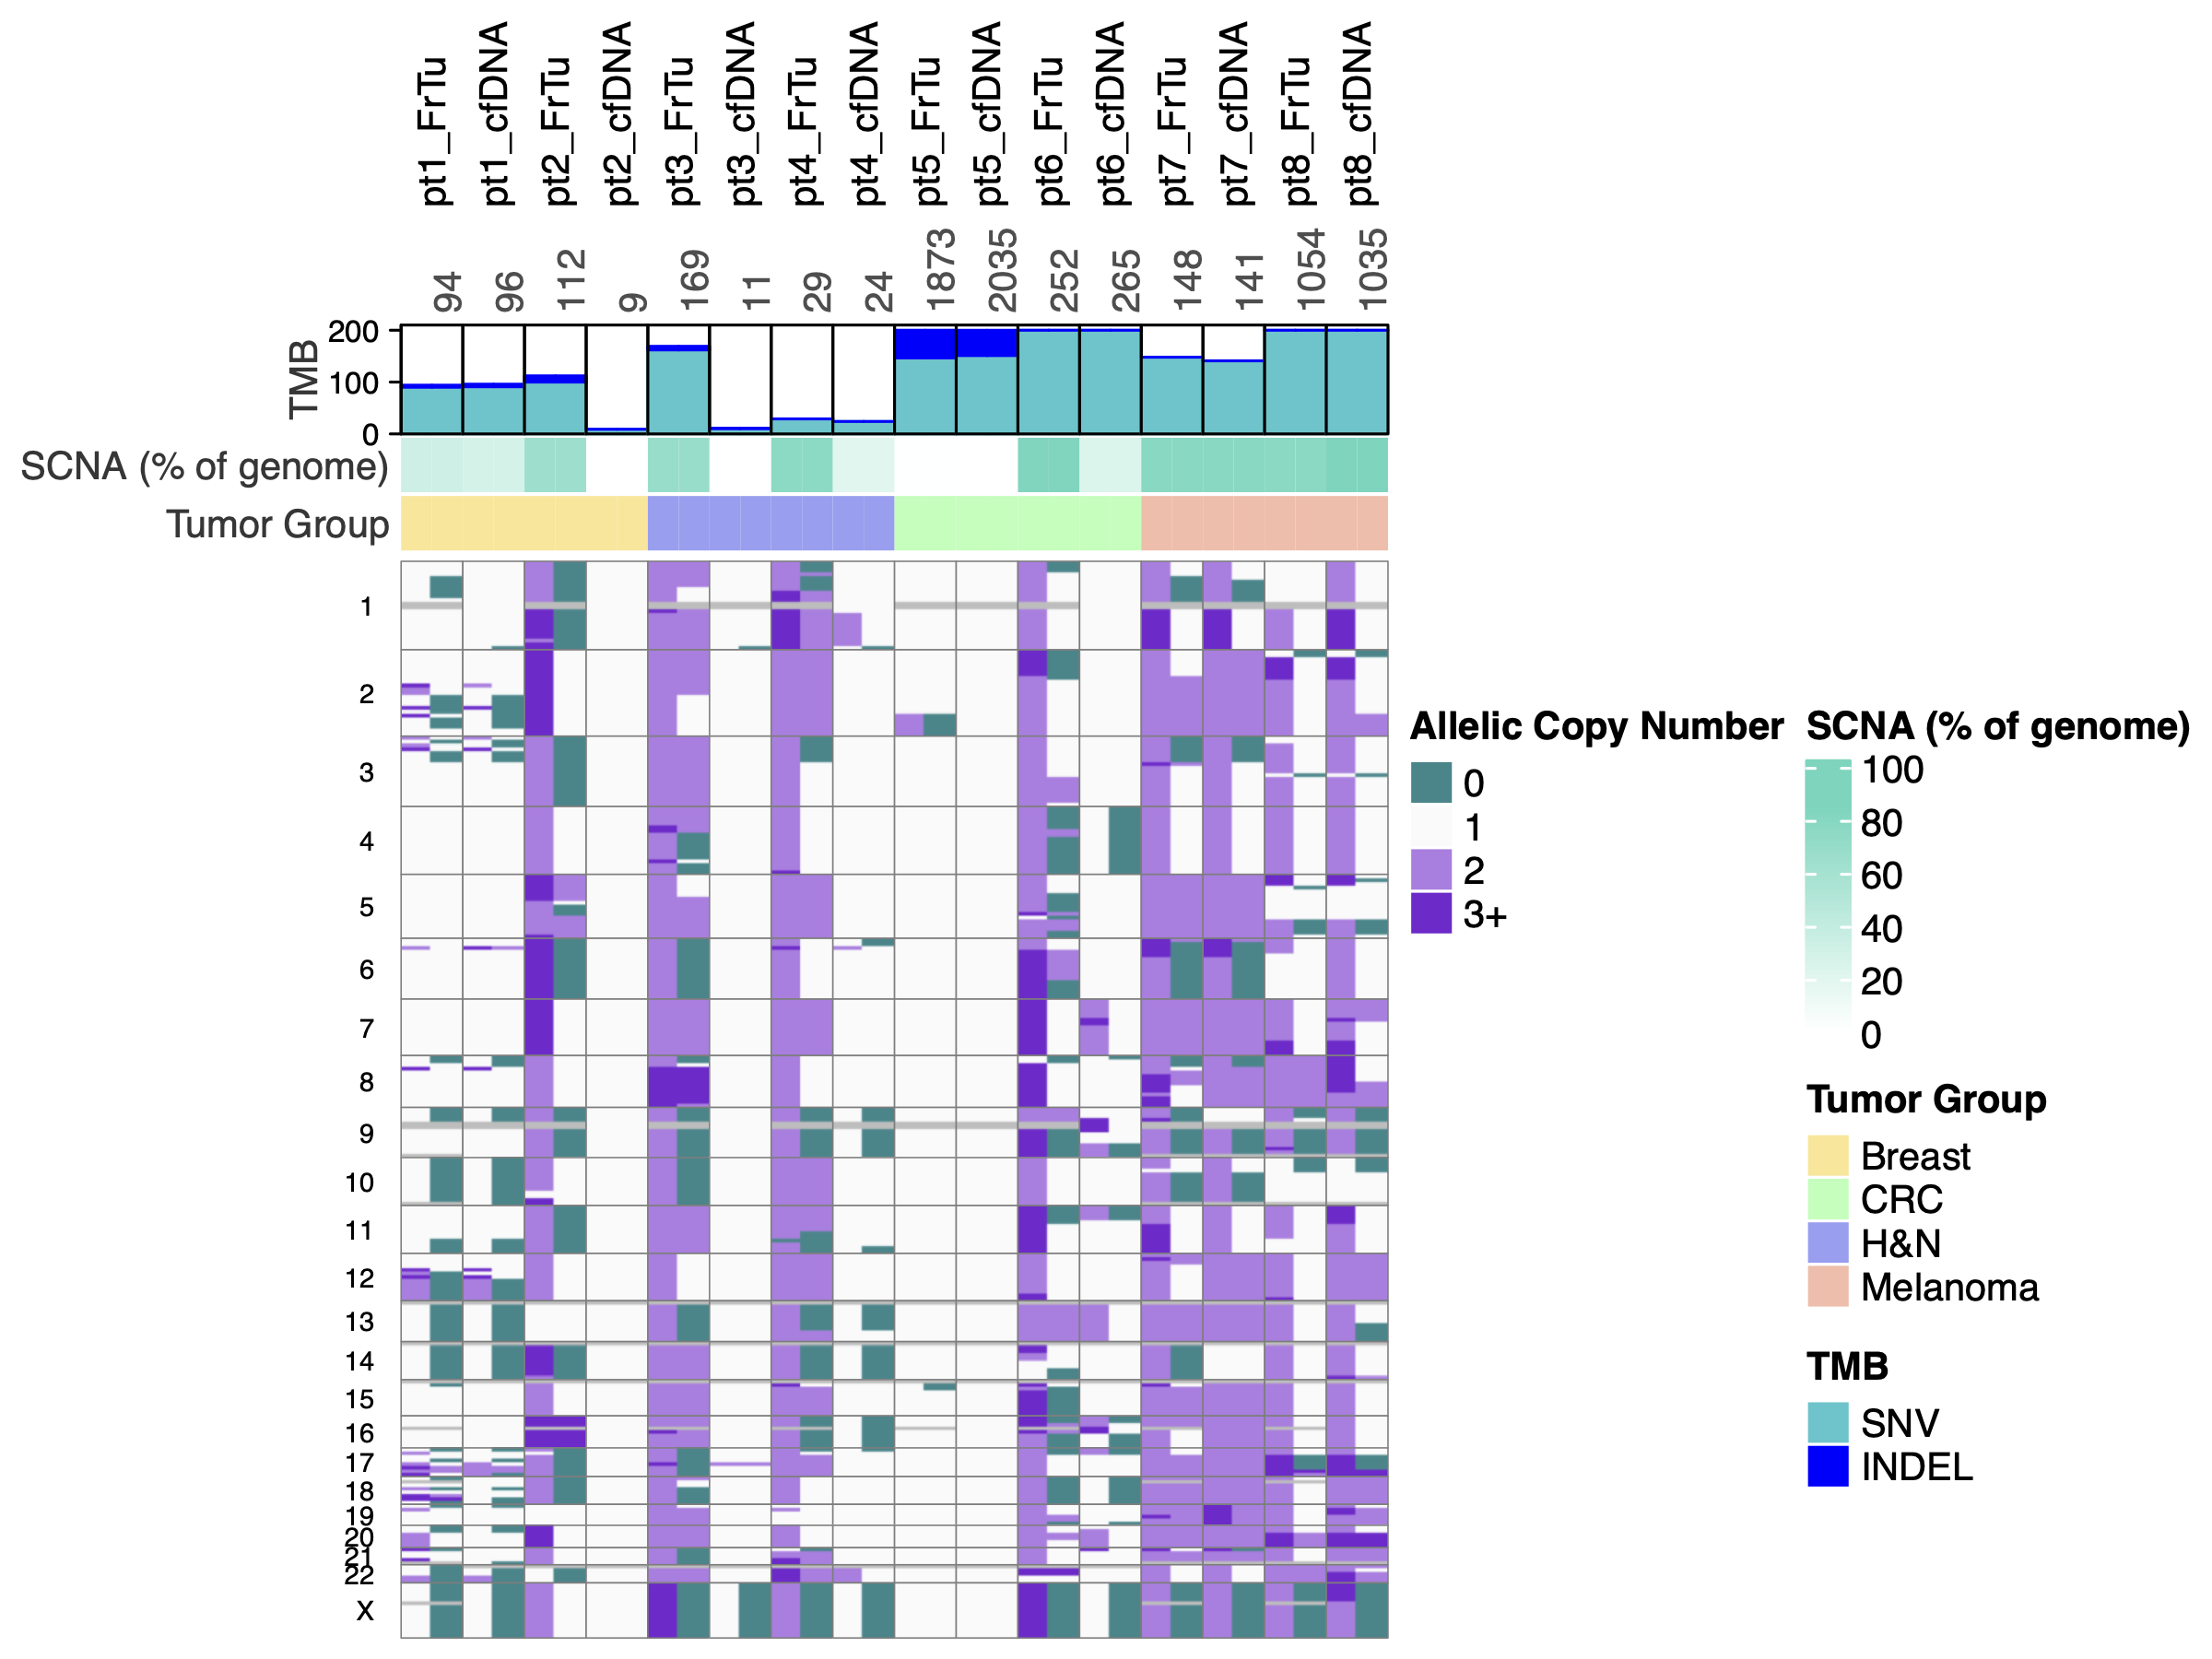 pt1_FrTu
pt1_cfDNA
pt2_FrTu
pt2_cfDNA
pt3_FrTu
pt3_cfDNA
pt4_FrTu
pt4_cfDNA
pt5_FrTu
pt5_cfDNA
pt6_FrTu
pt6_cfDNA
pt7_FrTu
pt7_cfDNA
pt8_FrTu
pt8_cfDNA
94
96
112
9
169
11
29
24
1873
2035
252
265
148
141
1054
1035
TMB
200
100
0
SCNA (% of genome)
Tumor Group
1
2
3
4
5
6
7
8
9
10
11
12
13
14
15
16
17
18
19
20
21
22
X
Allelic Copy Number
0
1
2
3+
SCNA (% of genome)
100
80
60
40
20
0
Tumor Group
Breast
CRC
H&N
Melanoma
TMB
SNV
INDEL